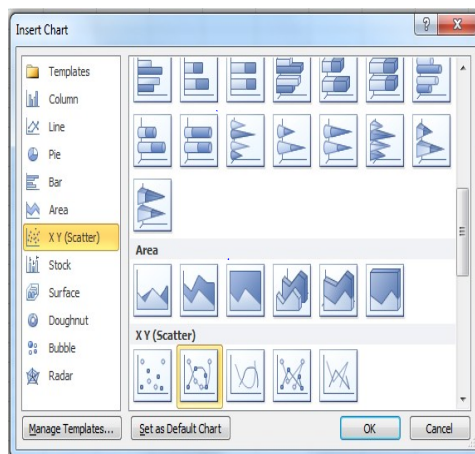 Insert Chart
Templates
Column
Line
Pie
Bar
Area
X Y (Scatter)
Stock
Surface
Doughnut
Bubble
Radar
Area
X Y (Scatter)
Manage Templates...
Set as Default Chart
OK
Cancel